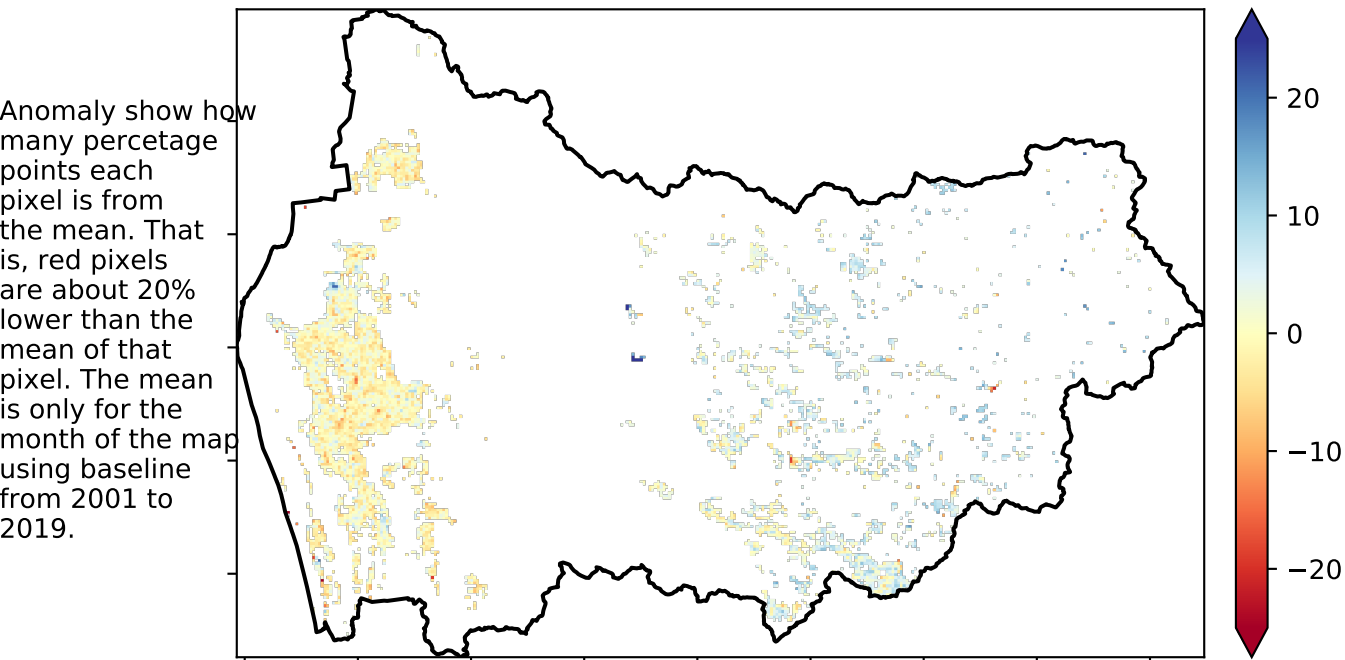 Anomaly show how
many percetage
points each
pixel is from
the mean. That
is, red pixels
are about 20%
lower than the
mean of that
pixel. The mean
is only for the
month of the map
using baseline
from 2001 to
2019.
20
10
0
−10
−20